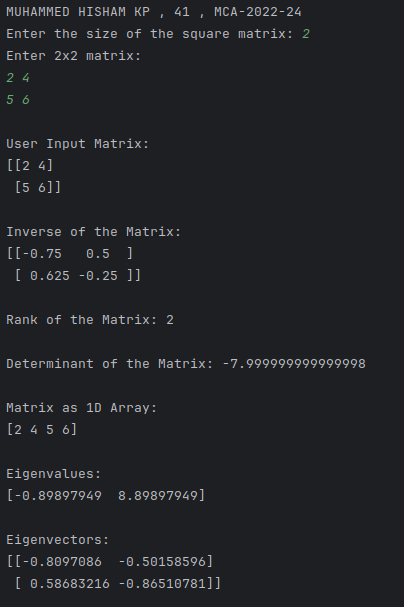 MUHAMMED HISHAM KP , 41 , MCA-2022-24
Enter the size of the square matrix: 2
Enter 2x2 matrix:
2 4
5 6
User Input Matrix:
[[2 4]
 [5 6]]
Inverse of the Matrix:
[[-0.75   0.5  ]
 [ 0.625 -0.25 ]]
Rank of the Matrix: 2
Determinant of the Matrix: -7.999999999999998
Matrix as 1D Array:
[2 4 5 6]
Eigenvalues:
[-0.89897949  8.89897949]
Eigenvectors:
[[-0.8097086  -0.50158596]
 [ 0.58683216 -0.86510781]]